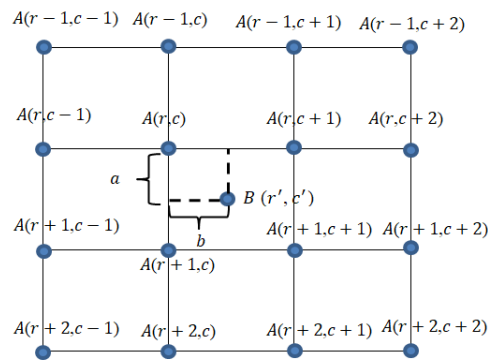 A(r − 1,c − 1) A(r − 1,c) A(r − 1,c + 1) A(r − 1,c + 2)
A(r,c − 1) A(r,c) A(r,c + 1) A(r,c + 2)
a
B (r′, c′)
A(r + 1,c − 1) b A(r + 1,c + 1) A(r + 1,c + 2)
A(r + 1,c)
A(r + 2,c − 1) A(r + 2,c) A(r + 2,c + 1) A(r + 2,c + 2)